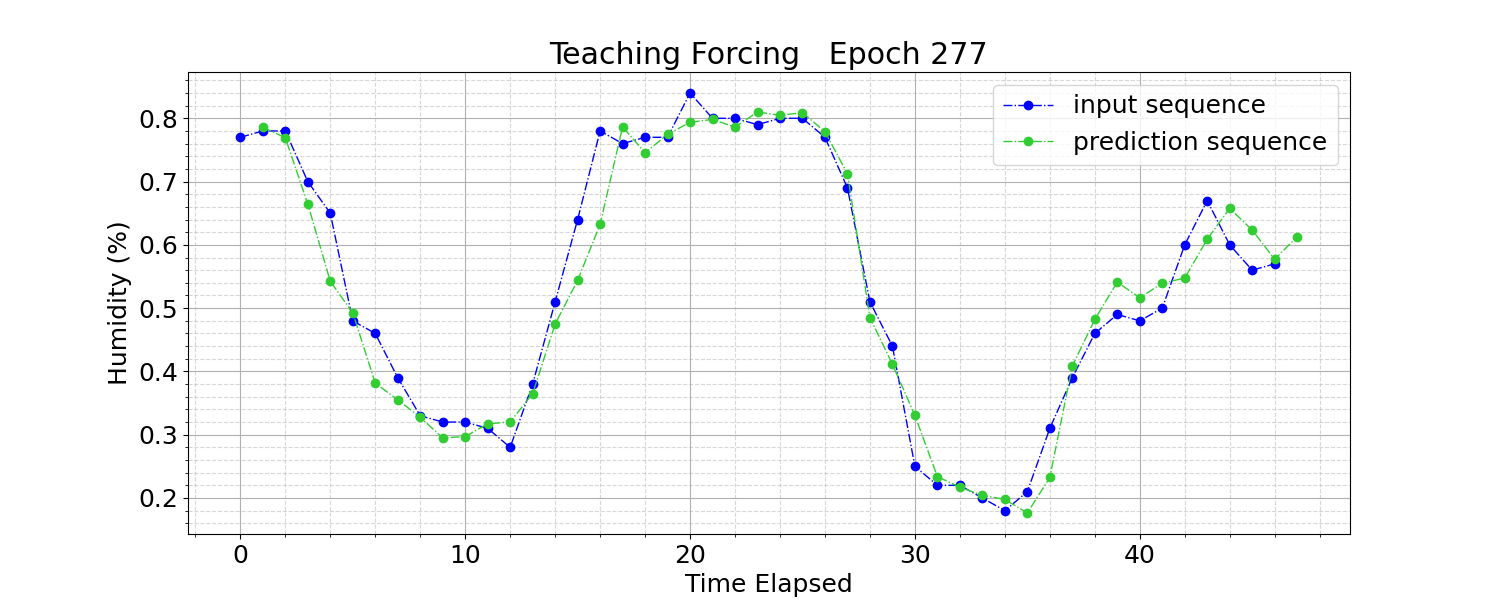 Teaching Forcing   Epoch 277
input sequence
prediction sequence
Humidity (%)
0.8
0.7
0.6
0.5
0.4
0.3
0.2
0 10 20 30 40
Time Elapsed